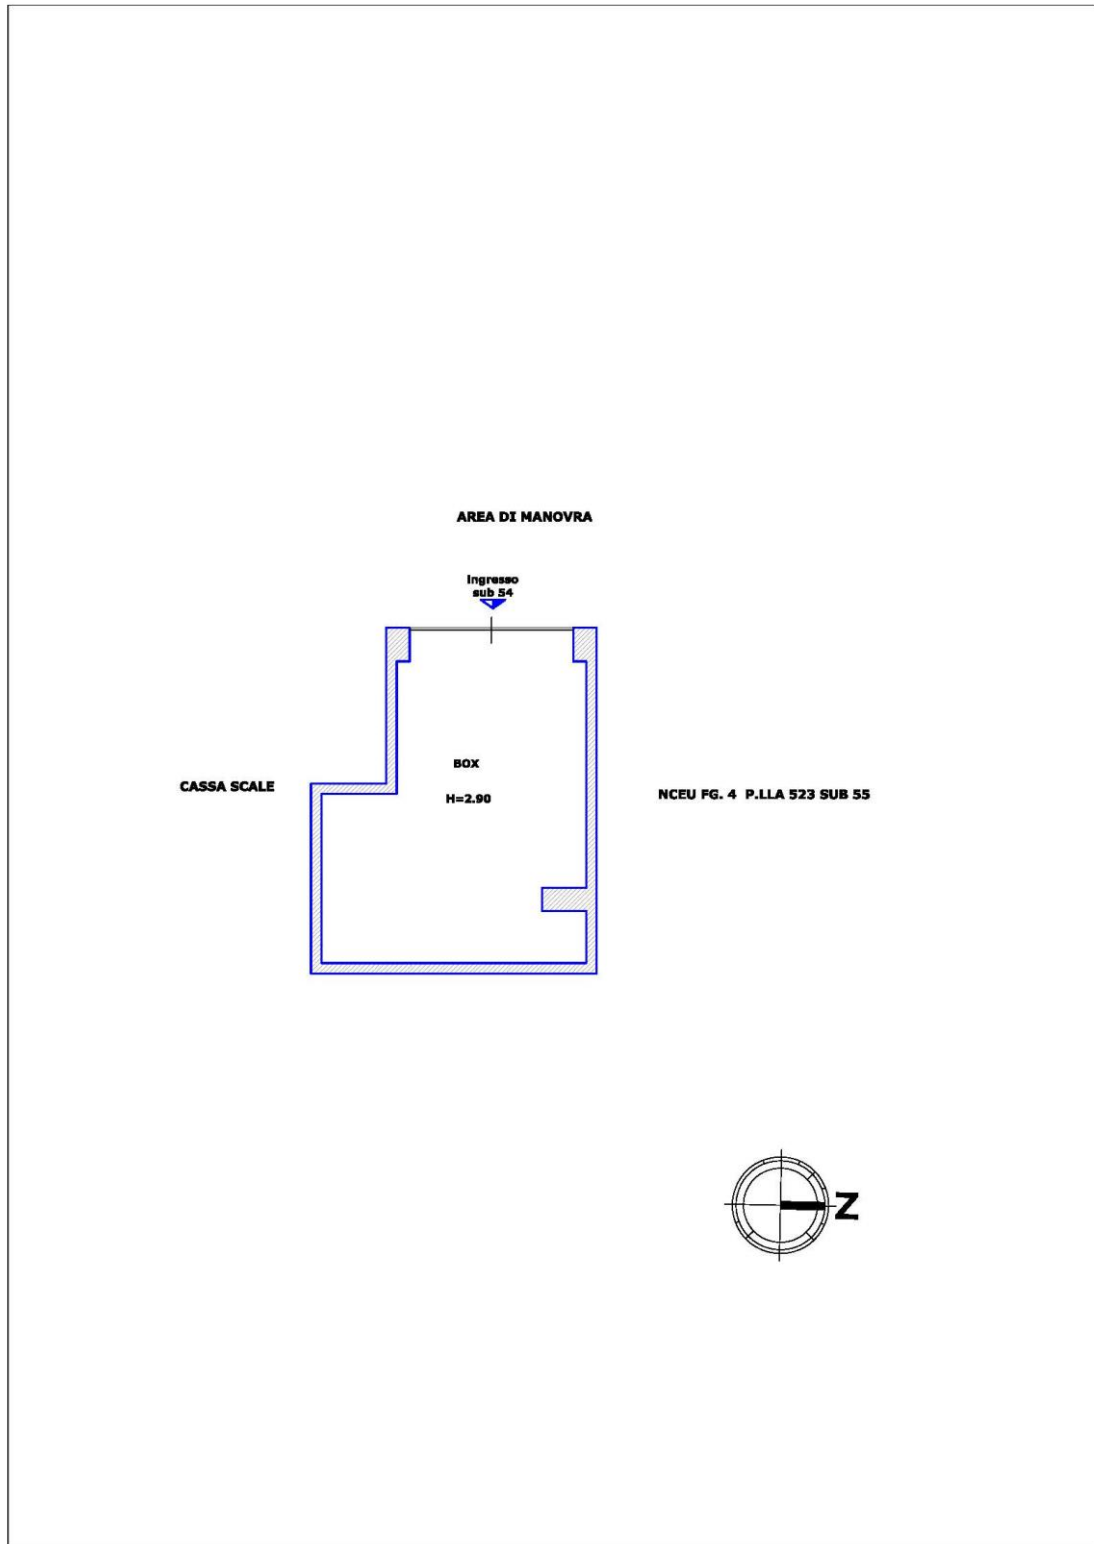 AREA DI MANOVRA
Ingresso
sub 54
BOX
CASSA SCALE
H=2.90
NCEU FG. 4 P.LLA 523 SUB 55
N